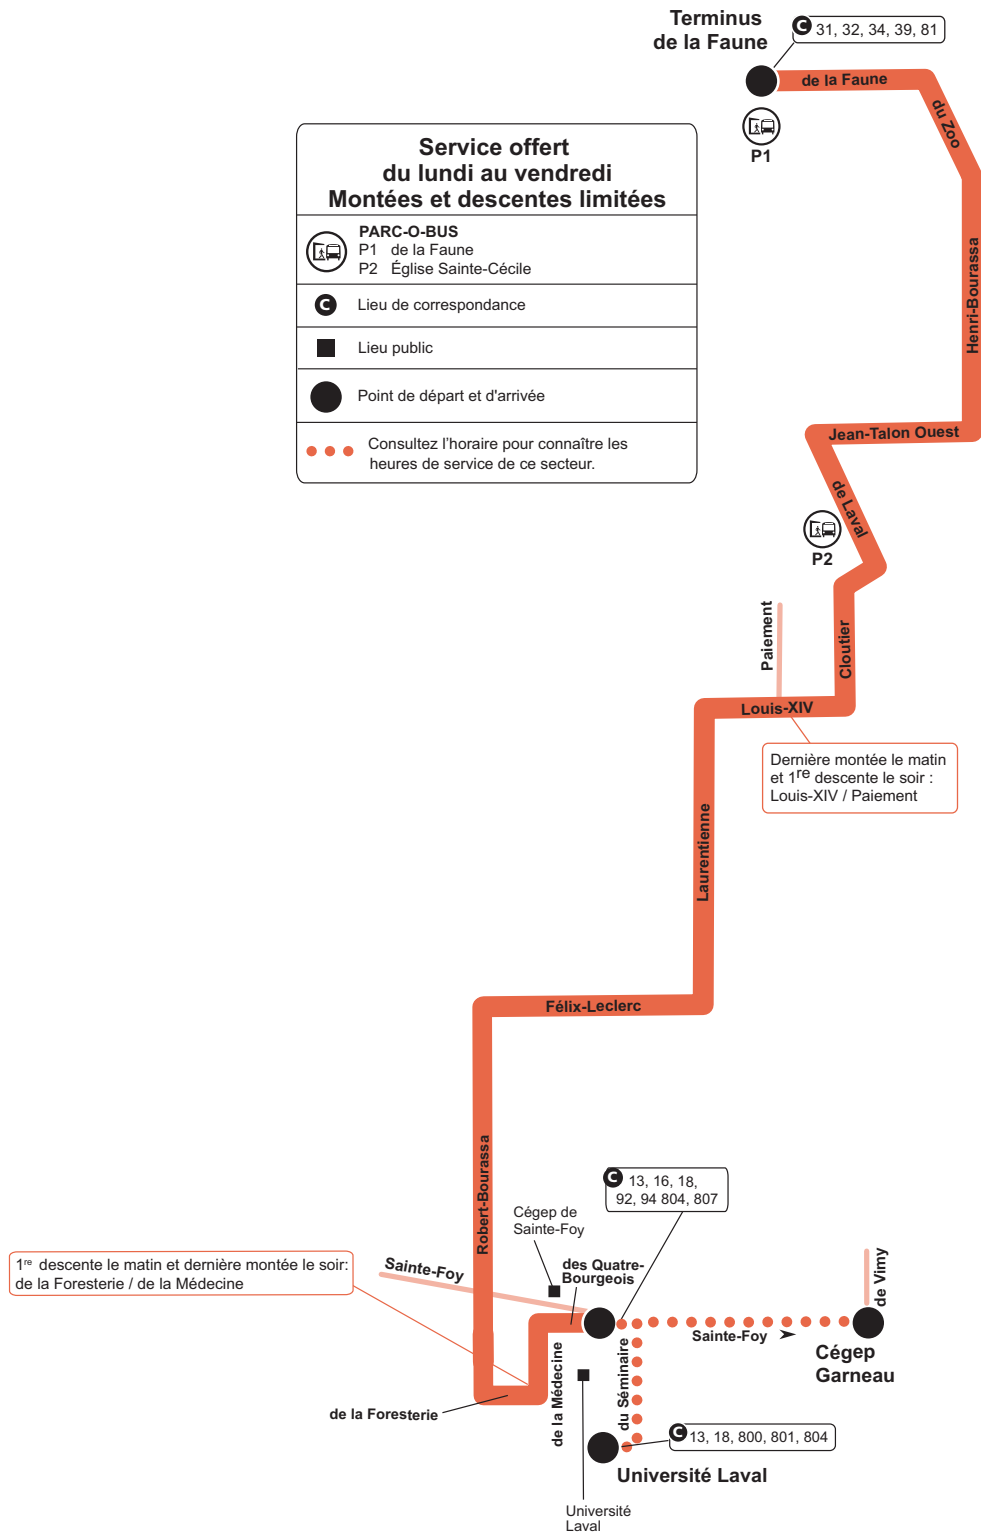 Terminus
de la Faune
C 31, 32, 34, 39, 81
de la Faune
du Zoo
P1
Henri-Bourassa
Service offert
du lundi au vendredi
Montées et descentes limitées
PARC-O-BUS
P1 de la Faune
P2 Église Sainte-Cécile
C Lieu de correspondance
Lieu public
Point de départ et d'arrivée
Consultez l'horaire pour connaître les
heures de service de ce secteur.
Jean-Talon Ouest
de Laval
P2
Cloutier
Paiement
Louis-XIV
Dernière montée le matin
et 1re descente le soir :
Louis-XIV / Paiement
Laurentienne
Félix-Leclerc
Robert-Bourassa
C 13, 16, 18,
92, 94 804, 807
Cégep de
Sainte-Foy
des Quatre-
Bourgeois
Sainte-Foy
1re descente le matin et dernière montée le soir:
de la Foresterie / de la Médecine
de Vimy
Sainte-Foy
Cégep
Garneau
de la Médecine
du Séminaire
de la Foresterie
C 13, 18, 800, 801, 804
Université Laval
Université
Laval